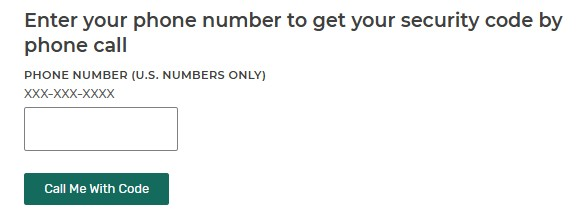 Enter your phone number to get your security code by
phone call
PHONE NUMBER (U.S. NUMBERS ONLY)
XXX-XXX-XXXX
Call Me With Code